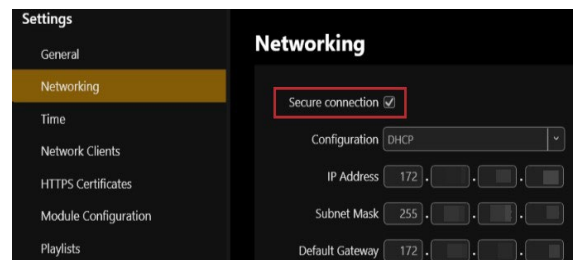 Settings
General
Networking
Time
Network Clients
HTTPS Certificates
Module Configuration
Playlists
Networking
Secure connection
Configuration DHCP
IP Address 172 . . .
Subnet Mask 255 . . .
Default Gateway 172 . . .